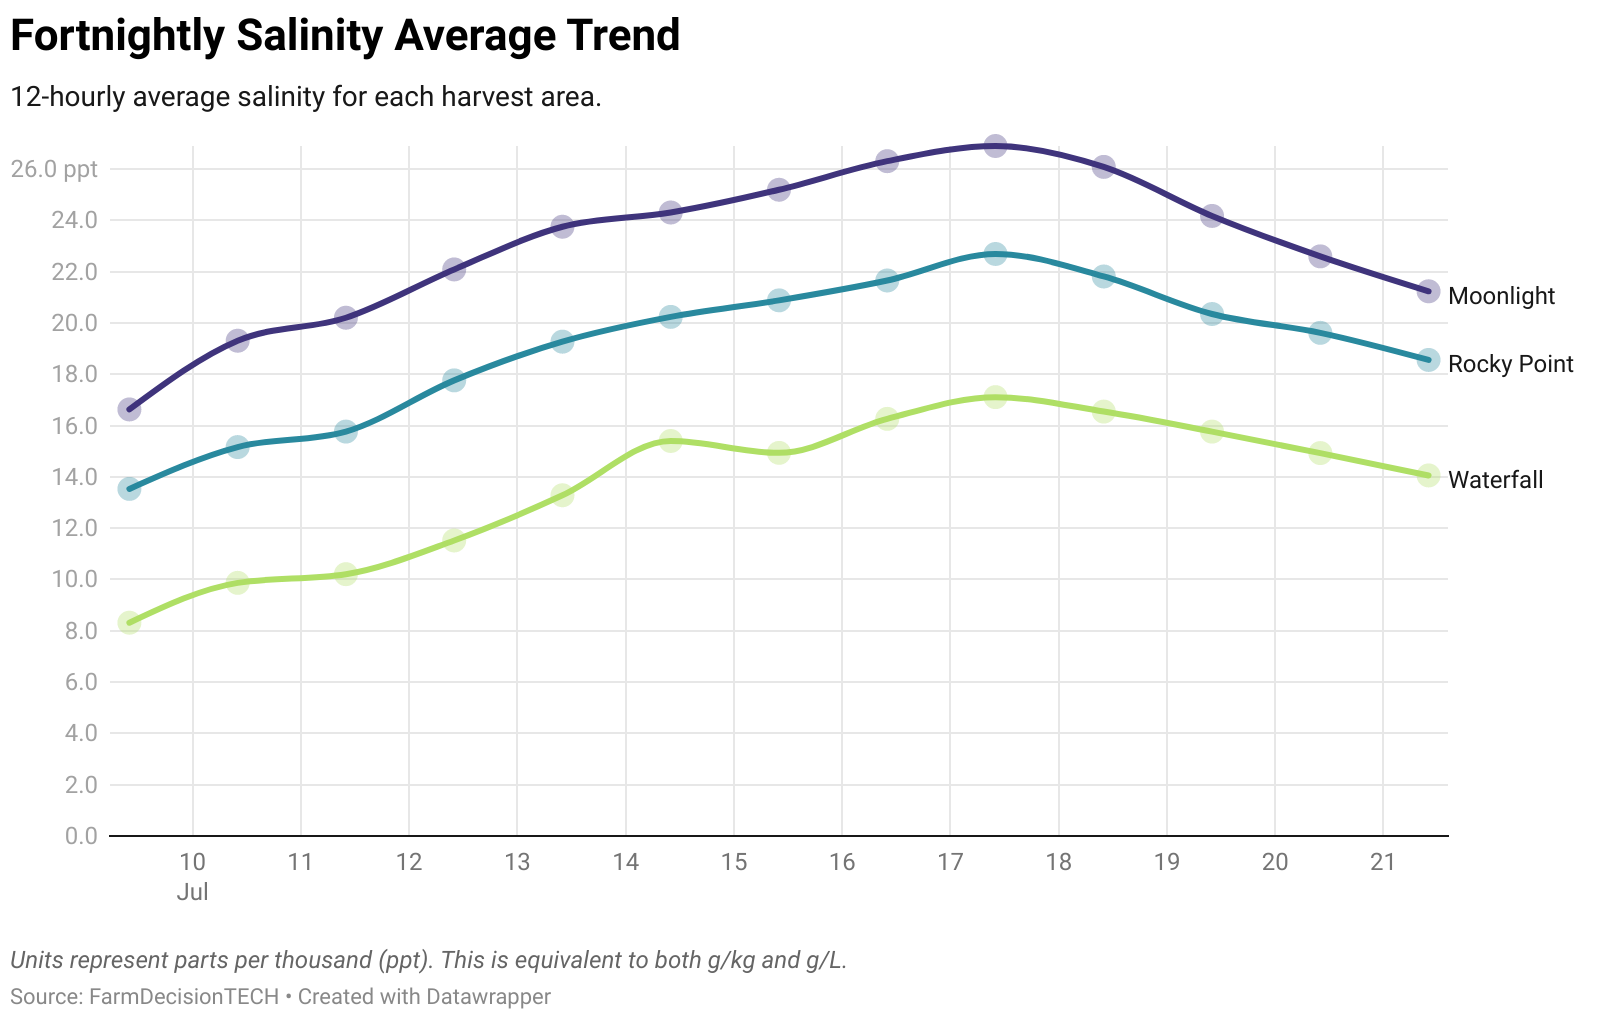 Fortnightly Salinity Average Trend
12-hourly average salinity for each harvest area.
26.0 ppt
24.0
22.0
20.0
18.0
16.0
14.0
12.0
10.0
8.0
6.0
4.0
2.0
0.0
Moonlight
Rocky Point
Waterfall
10 11 12 13 14 15 16 17 18 19 20 21
Jul
Units represent parts per thousand (ppt). This is equivalent to both g/kg and g/L.
Source: FarmDecisionTECH • Created with Datawrapper